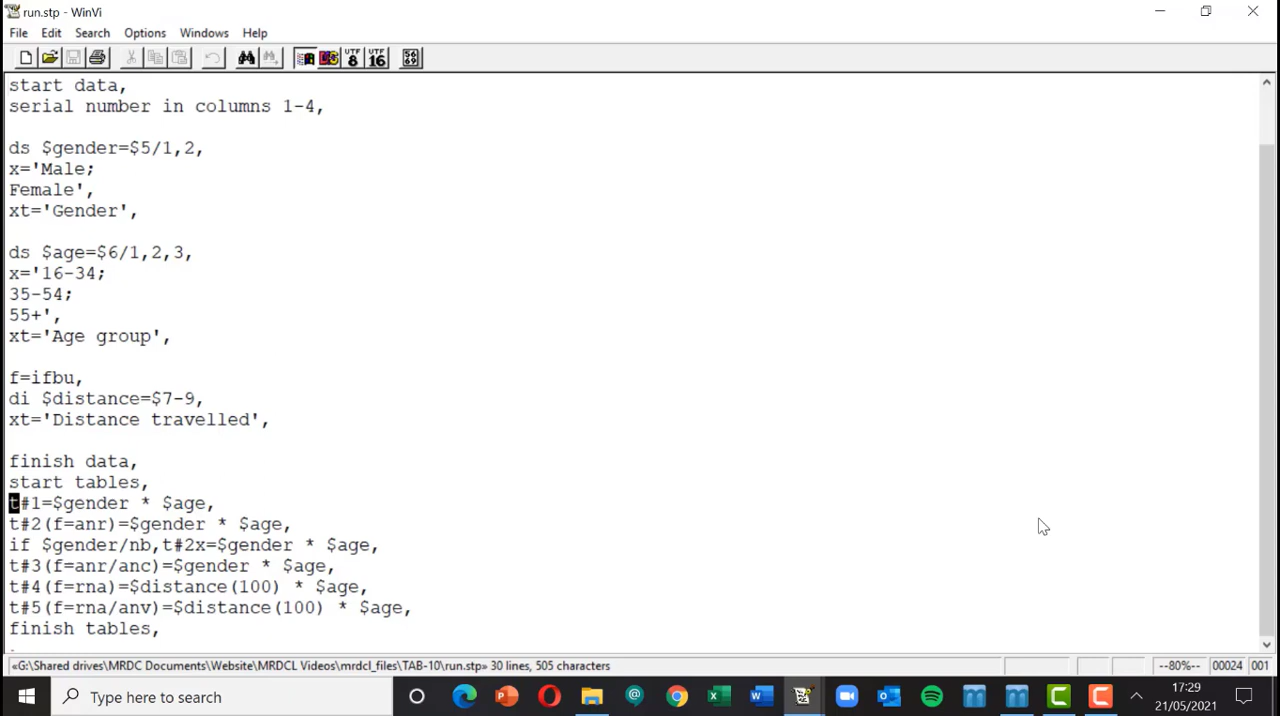 run.stp - WinVi
File Edit Search Options Windows Help
UTF 8 UTF 16
start data,
serial number in columns 1-4,
ds $gender=$5/1,2,
x='Male;
Female',
xt='Gender',
ds $age=$6/1,2,3,
x='16-34;
35-54;
55+',
xt='Age group',
f=ifbu,
di $distance=$7-9,
xt='Distance travelled',
finish data,
start tables,
t#1=$gender * $age,
t#2(f=anr)=$gender * $age,
if $gender/nb,t#2x=$gender * $age,
t#3(f=anr/anc)=$gender * $age,
t#4(f=rna)=$distance(100) * $age,
t#5(f=rna/anv)=$distance(100) * $age,
finish tables,
«G:\Shared drives\MRDC Documents\Website\MRDCL Videos\mrdcl_files\TAB-10\run.stp» 30 lines, 505 characters --80%-- 00024 001
Type here to search
17:29
21/05/2021